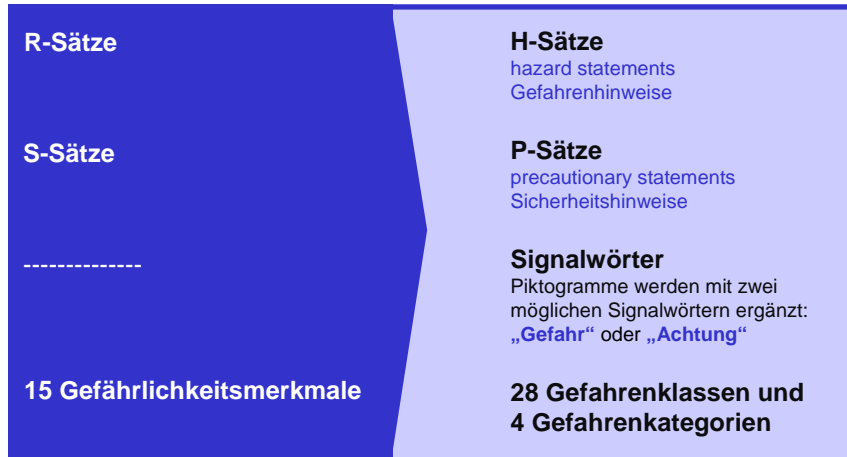 R-Sätze
H-Sätze
hazard statements
Gefahrenhinweise
S-Sätze
P-Sätze
precautionary statements
Sicherheitshinweise
--------------
Signalwörter
Piktogramme werden mit zwei
möglichen Signalwörtern ergänzt:
„Gefahr“ oder „Achtung“
15 Gefährlichkeitsmerkmale
28 Gefahrenklassen und
4 Gefahrenkategorien